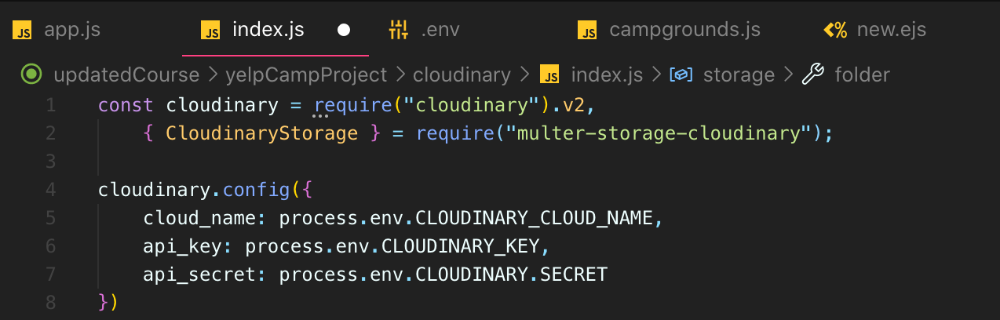 JS app.js JS index.js .env JS campgrounds.js <% new.ejs
updatedCourse > yelpCampProject > cloudinary > JS index.js > storage > folder
1 const cloudinary = require("cloudinary").v2,
2 { CloudinaryStorage } = require("multer-storage-cloudinary");
3
4 cloudinary.config({
5 cloud_name: process.env.CLOUDINARY_CLOUD_NAME,
6 api_key: process.env.CLOUDINARY_KEY,
7 api_secret: process.env.CLOUDINARY.SECRET
8 })